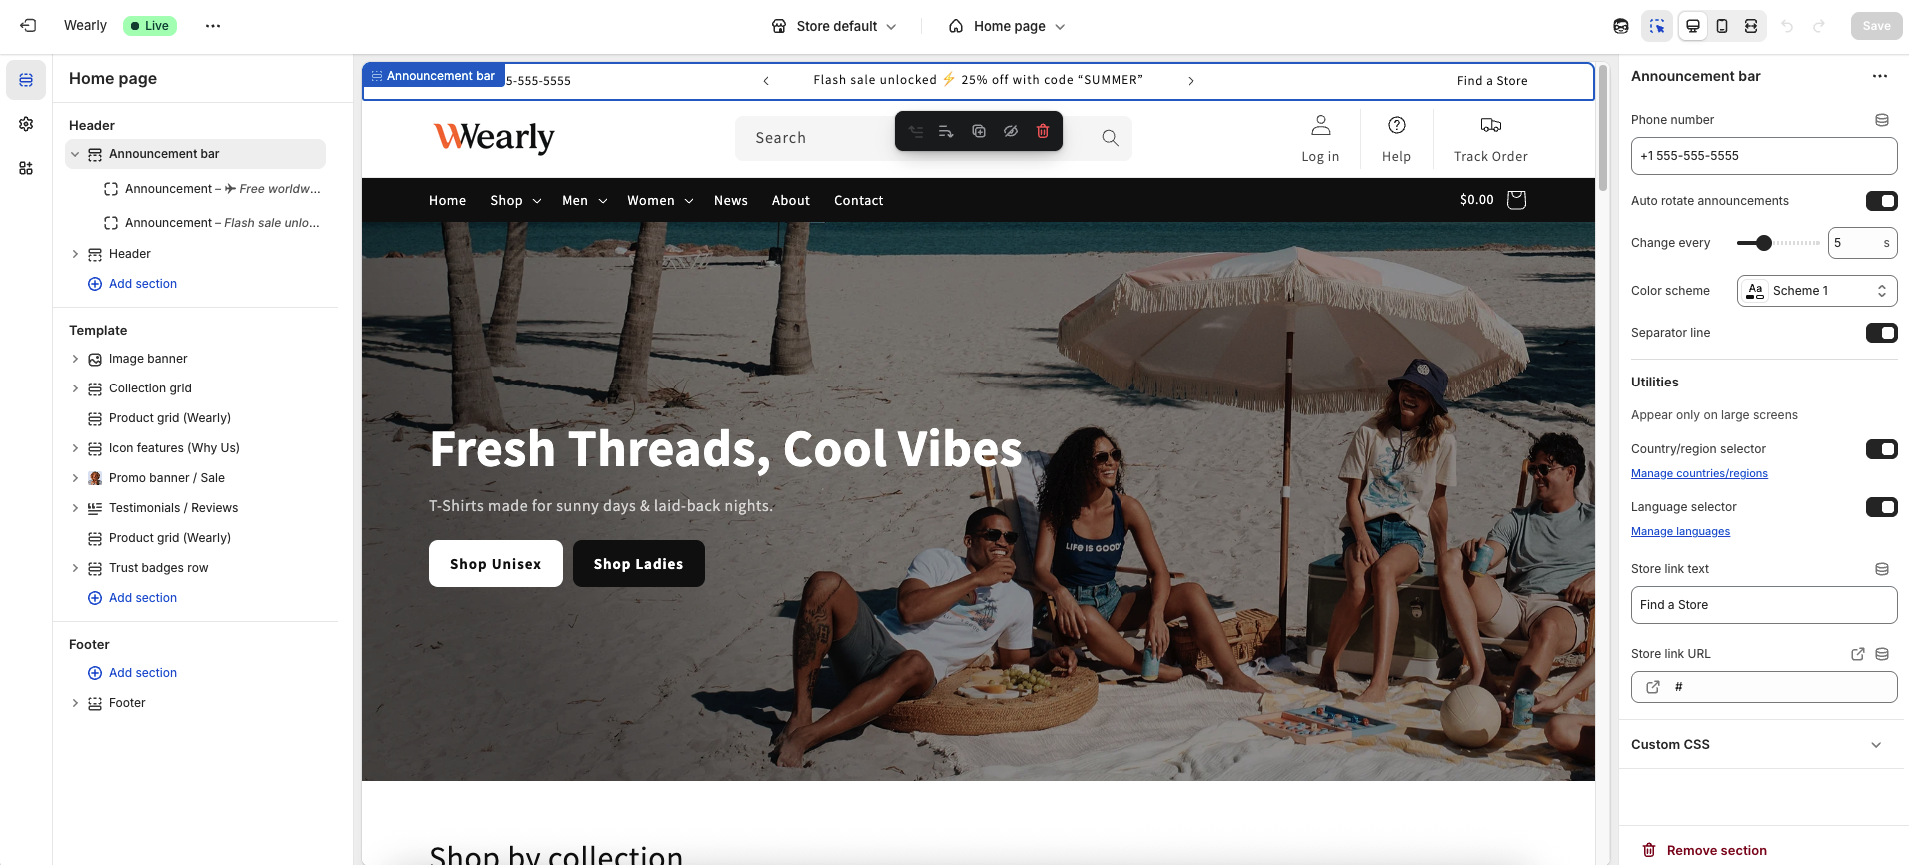 Wearly
Live
Store default
Home page
Save
Home page
Header
Announcement bar
Announcement – ✈ Free worldw...
Announcement – Flash sale unlo...
Header
Add section
Template
Image banner
Collection grid
Product grid (Wearly)
Icon features (Why Us)
Promo banner / Sale
Testimonials / Reviews
Product grid (Wearly)
Trust badges row
Add section
Footer
Add section
Footer
Announcement bar
5-555-5555
Flash sale unlocked ⚡ 25% off with code “SUMMER”
Find a Store
Wearly
Search
Log in
Help
Track Order
Home
Shop
Men
Women
News
About
Contact
$0.00
Fresh Threads, Cool Vibes
T-Shirts made for sunny days & laid-back nights.
Shop Unisex
Shop Ladies
LIFE IS GOOD
Shop by collection
Announcement bar
Phone number
+1 555-555-5555
Auto rotate announcements
Change every
5
s
Color scheme
Aa
Scheme 1
Separator line
Utilities
Appear only on large screens
Country/region selector
Manage countries/regions
Language selector
Manage languages
Store link text
Find a Store
Store link URL
#
Custom CSS
Remove section